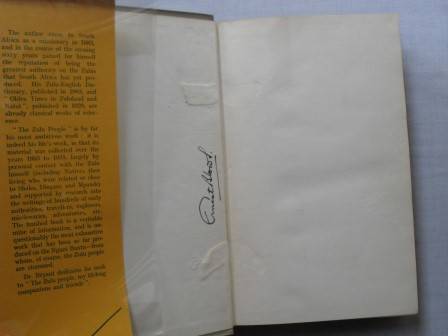 The author came to South
Africa as a missionary in 1883,
and in the course of the ensuing
sixty years gained for himself
the reputation of being the
greatest authority on the Zulus
that South Africa has yet pro-
duced. His Zulu-English Dic-
tionary, published in 1905, and
"Olden Times in Zululand and
Natal", published in 1929, are
already classical works of refer-
ence.
"The Zulu People" is by far
his most ambitious work: it is
indeed his life's work, as that its
material was collected over the
years 1883 to 1935, largely by
personal contact with the Zulu
himself (including Natives then
living who were related so close
to Shaka, Dingane and Mpande)
and supported by research into
the writings of hundreds of early
authorities, travellers, explorers,
missionaries, adventurers, etc.
The finished book is a veritable
mine of information, and is un-
questionably the most exhaustive
work that has been so far pro-
duced on the Nguni Bantu—from
whom, of course, the Zulu people
are descended.
Dr. Bryant dedicates his work
to "The Zulu people, my lifelong
companions and friends".